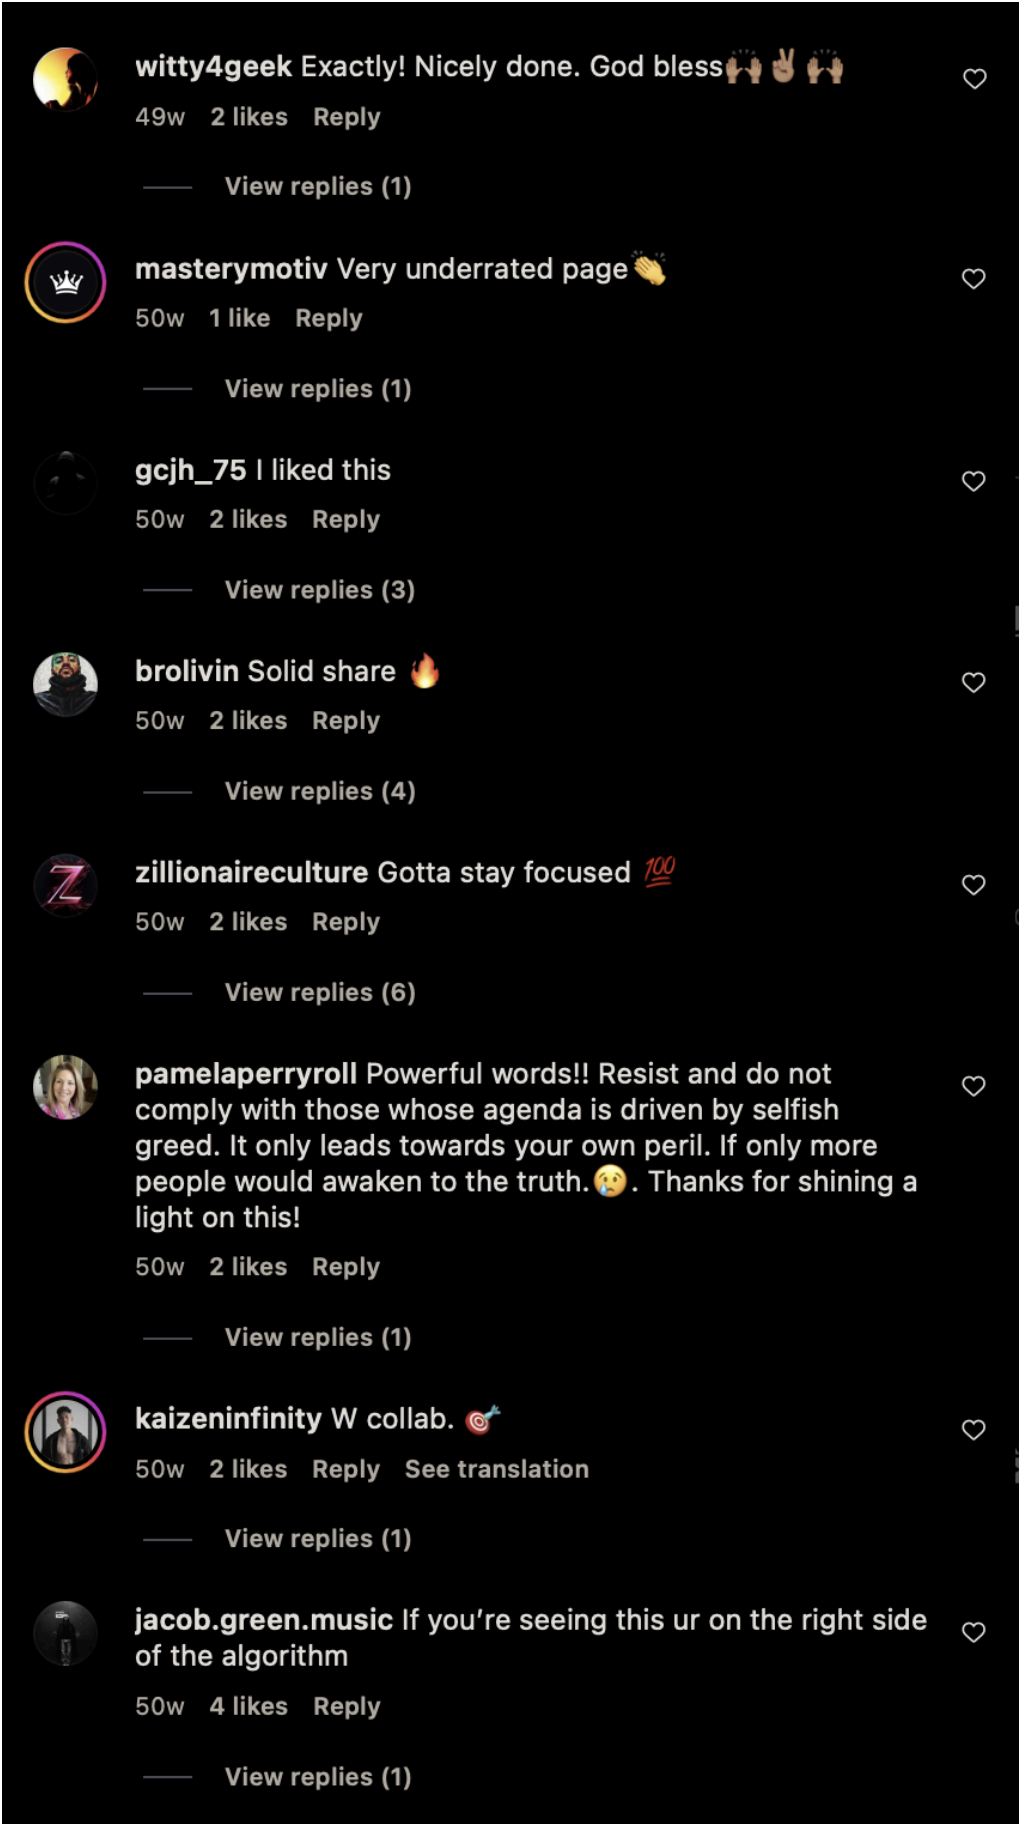 witty4geek Exactly! Nicely done. God bless🙌🏽✌🏽🙌🏽
49w 2 likes Reply
View replies (1)
masterymotiv Very underrated page👏
50w 1 like Reply
View replies (1)
gcjh_75 I liked this
50w 2 likes Reply
View replies (3)
brolivin Solid share 🔥
50w 2 likes Reply
View replies (4)
zillionaireculture Gotta stay focused 💯
50w 2 likes Reply
View replies (6)
pamelaperryroll Powerful words!! Resist and do not
comply with those whose agenda is driven by selfish
greed. It only leads towards your own peril. If only more
people would awaken to the truth.😢. Thanks for shining a
light on this!
50w 2 likes Reply
View replies (1)
kaizeninfinity W collab. 🎯
50w 2 likes Reply See translation
View replies (1)
jacob.green.music If you’re seeing this ur on the right side
of the algorithm
50w 4 likes Reply
View replies (1)